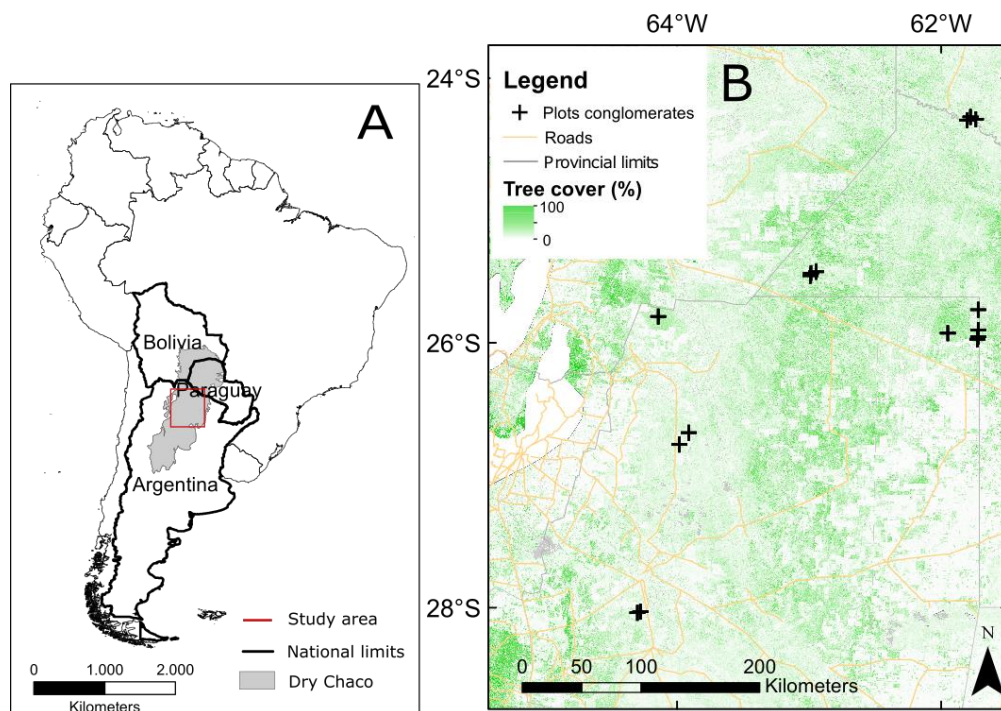 A
Bolivia
Paraguay
Argentina
Study area
National limits
Dry Chaco
0 1.000 2.000
Kilometers
64°W 62°W
24°S
26°S
28°S
B
Legend
Plots conglomerates
Roads
Provincial limits
Tree cover (%)
100
0
N
0 50 100 200
Kilometers